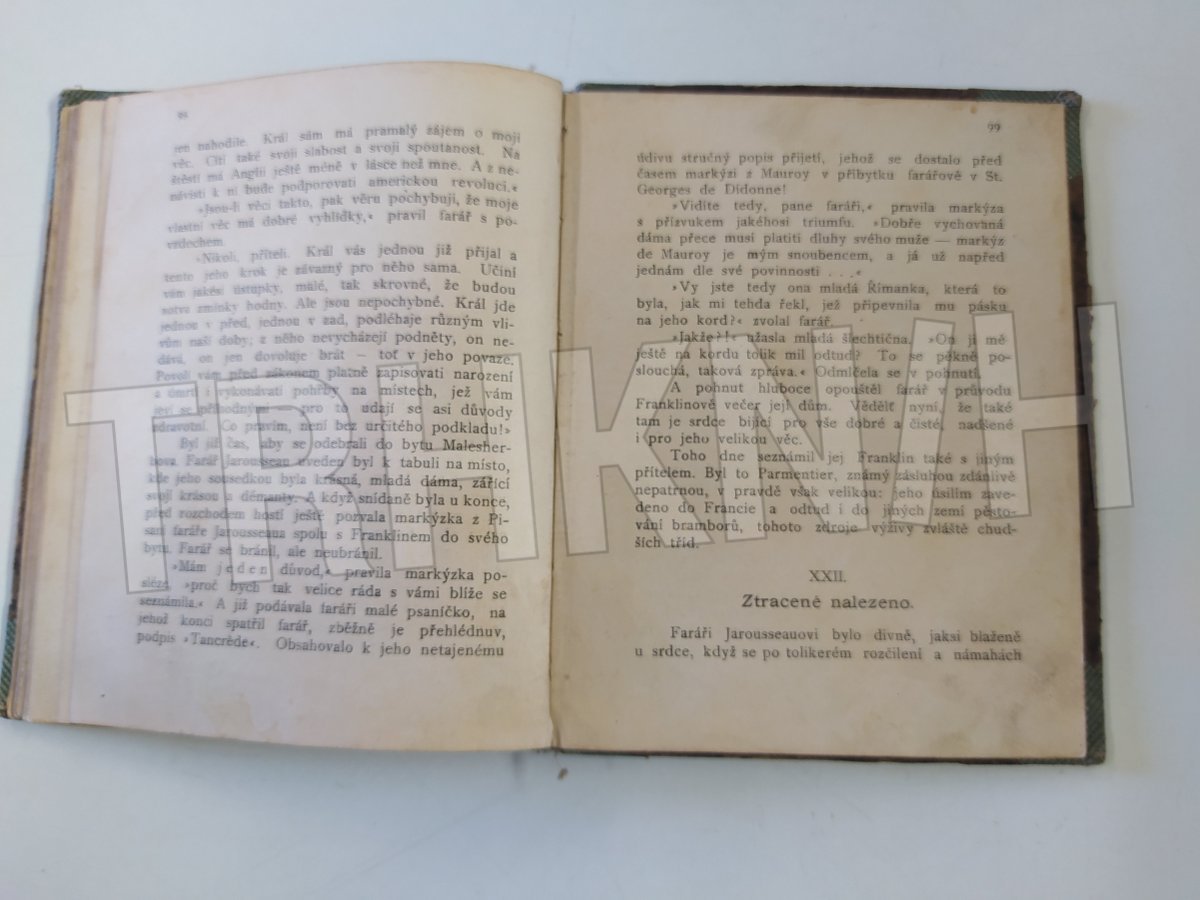 98
jen nahodile. Král sám má pramalý zájem o moji
věc. Cítí také svoji slabost a svoji spoutanost. Na
štěstí má Anglii ještě méně v lásce než mne. A z ne-
návisti k ní bude podporovati americkou revoluci.«
»Jsou-li věci takto, pak věru pochybuji, že moje
vlastní věc má dobré vyhlídky,« pravil farář s po-
vzdechem.
»Nikoli, příteli. Král vás jednou již přijal a
tento jeho krok je závazný pro něho sama. Učiní
vám jakési ústupky, malé, tak skrovné, že budou
sotva zmínky hodny. Ale jsou nepochybné. Král jde
jednou v před, jednou v zad, podléhaje různým vli-
vům naší doby; z něho nevycházejí podněty, on ne-
dává, on jen dovoluje brát — toť v jeho povaze.
Povolí vám před zákonem platně zapisovati narození
a úmrtí i vykonávati pohřby na místech, jež vám
jeví se příhodnými — pro to udají se asi důvody
zdravotní. Co pravím, není bez určitého podkladu!»
Byl již čas, aby se odebrali do bytu Malesher-
bova. Farář Jarousseau uveden byl k tabuli na místo,
kde jeho sousedkou byla krásná, mladá dáma, zářící
svojí krásou a démanty. A když snídaně byla u konce,
před rozchodem hostí ještě pozvala markýzka z Pi-
sani faráře Jarousseaua spolu s Franklinem do svého
bytu. Farář se bránil, ale neubránil.
»Mám jeden důvod,« pravila markýzka po-
sléze, »proč bych tak velice ráda s vámi blíže se
seznámila.« A již podávala faráři malé psaníčko, na
jehož konci spatřil farář, zběžně je přehlédnuv,
podpis »Tancrède«. Obsahovalo k jeho netajenému
99
údivu stručný popis přijetí, jehož se dostalo před
časem markýzi z Mauroy v příbytku farářově v St.
Georges de Didonne!
»Vidíte tedy, pane faráři,« pravila markýza
s přízvukem jakéhosi triumfu. »Dobře vychovaná
dáma přece musí platiti dluhy svého muže — markýz
de Mauroy je mým snoubencem, a já už napřed
jednám dle své povinnosti . . .«
»Vy jste tedy ona mladá Římanka, která to
byla, jak mi tehda řekl, jež připevnila mu pásku
na jeho kord?« zvolal farář.
»Jakže?!« užasla mladá šlechtična. »On ji má
ještě na kordu tolik mil odtud? To se pěkně po-
slouchá, taková zpráva.« Odmlčela se v pohnutí.
A pohnut hluboce opouštěl farář v průvodu
Franklinově večer její dům. Věděltˇ nyní, že také
tam je srdce bijící pro vše dobré a čisté, nadšené
i pro jeho velikou věc.
Toho dne seznámil jej Franklin také s jiným
přítelem. Byl to Parmentier, známý zásluhou zdánlivě
nepatrnou, v pravdě však velikou: jeho úsilím zave-
deno do Francie a odtud i do jiných zemí pěsto-
vání bramborů, tohoto zdroje výživy zvláště chud-
ších tříd.
XXII.
Ztracené nalezeno.
Faráři Jarousseauovi bylo divně, jaksi blaženě
u srdce, když se po tolikerém rozčilení a námahách
TRHKNIH